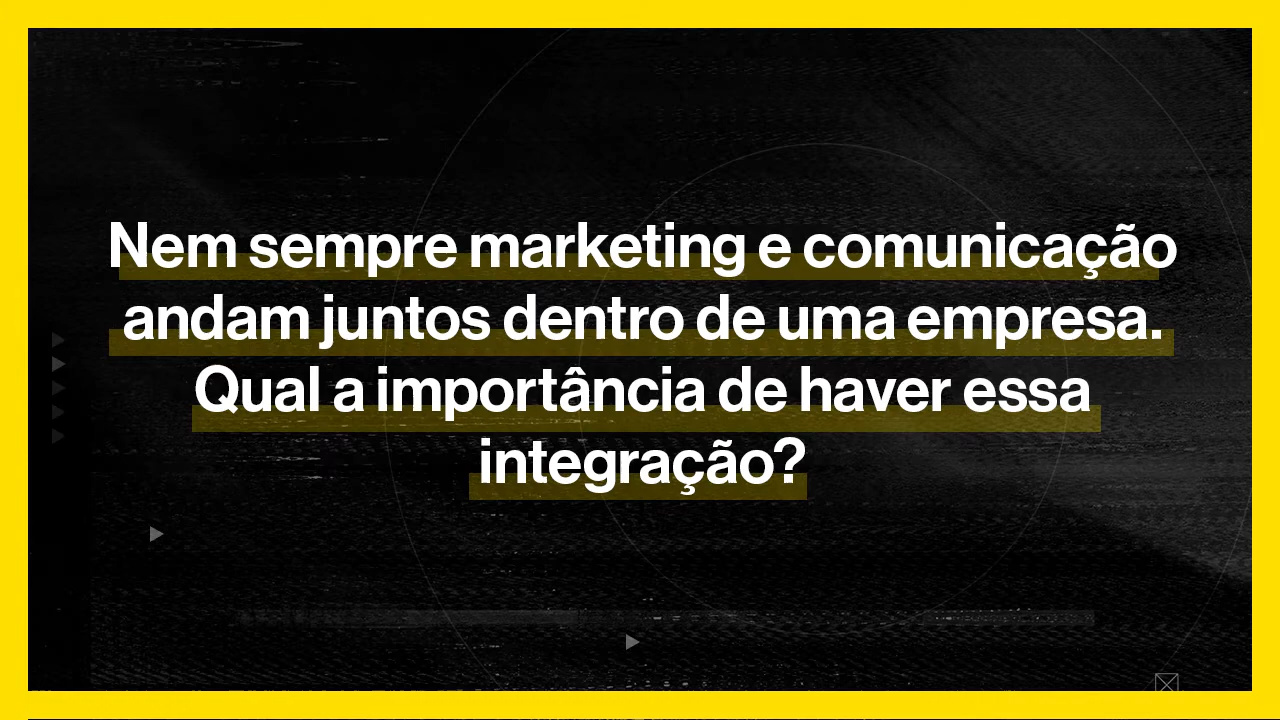 Nem sempre marketing e comunicação
andam juntos dentro de uma empresa.
Qual a importância de haver essa
integração?